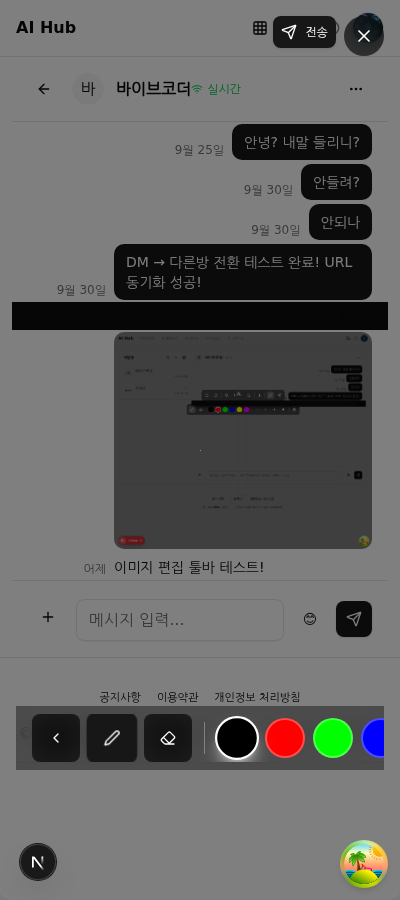 AI Hub
전송
바
바이브코더
실시간
안녕? 내말 들리니?
9월 25일
안들려?
9월 30일
안되나
9월 30일
DM → 다른방 전환 테스트 완료! URL
동기화 성공!
9월 30일
AI Hub
어제
이미지 편집 툴바 테스트!
메시지 입력...
공지사항
이용약관
개인정보 처리방침
N